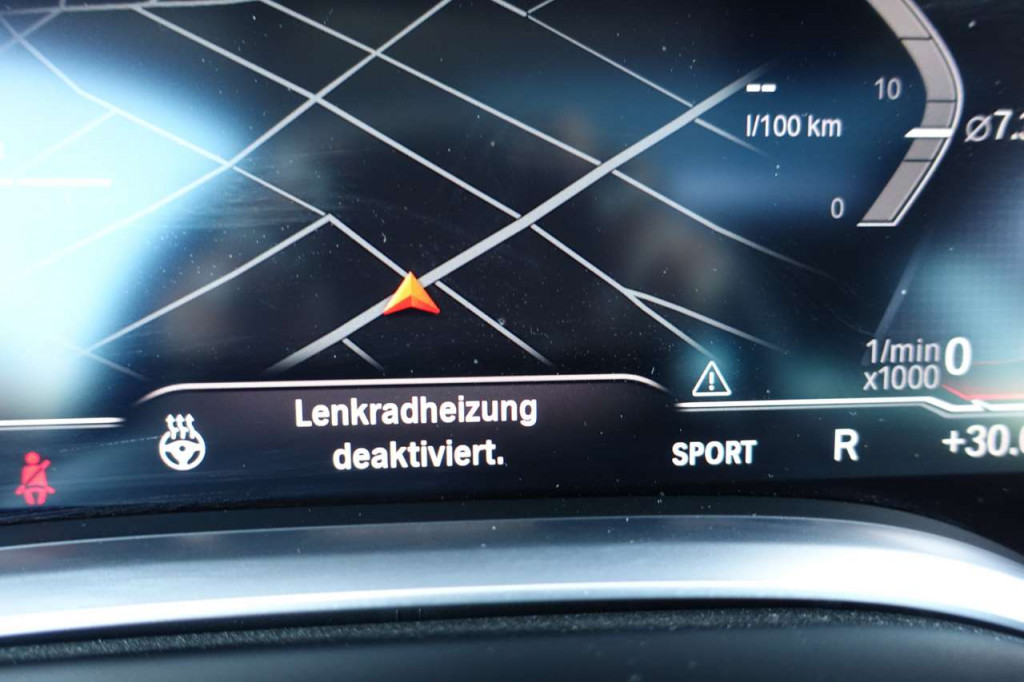 --
l/100 km
10
0
1/min
x1000
0
Lenkradheizung
deaktiviert.
SPORT
R